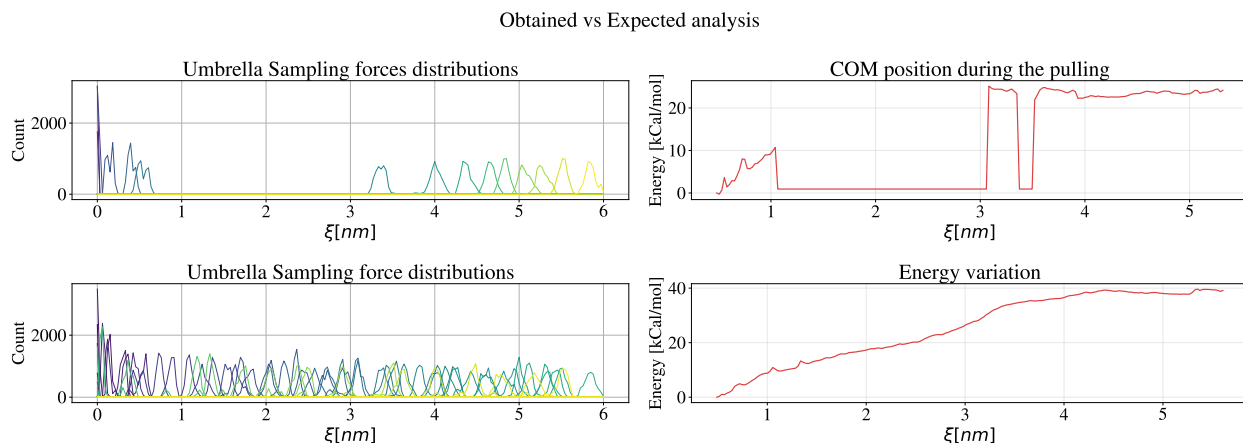 Obtained vs Expected analysis
Umbrella Sampling forces distributions
Count
2000
0
0 1 2 3 4 5 6
ξ[nm]
COM position during the pulling
Energy [kCal/mol]
20
10
0
1 2 3 4 5
ξ[nm]
Umbrella Sampling force distributions
Count
2000
0
0 1 2 3 4 5 6
ξ[nm]
Energy variation
Energy [kCal/mol]
40
20
0
1 2 3 4 5
ξ[nm]